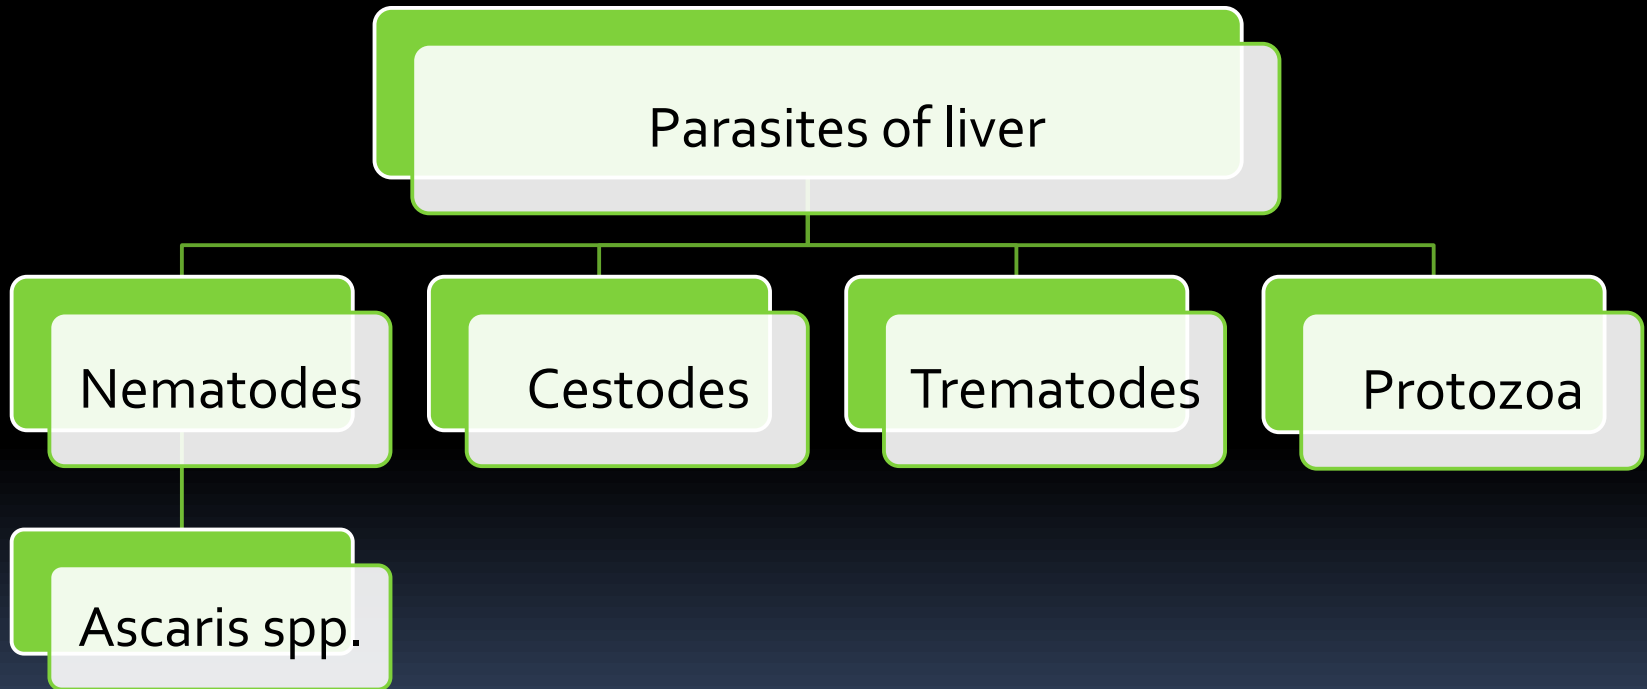 Parasites of liver
Nematodes
Cestodes
Trematodes
Protozoa
Ascaris spp.